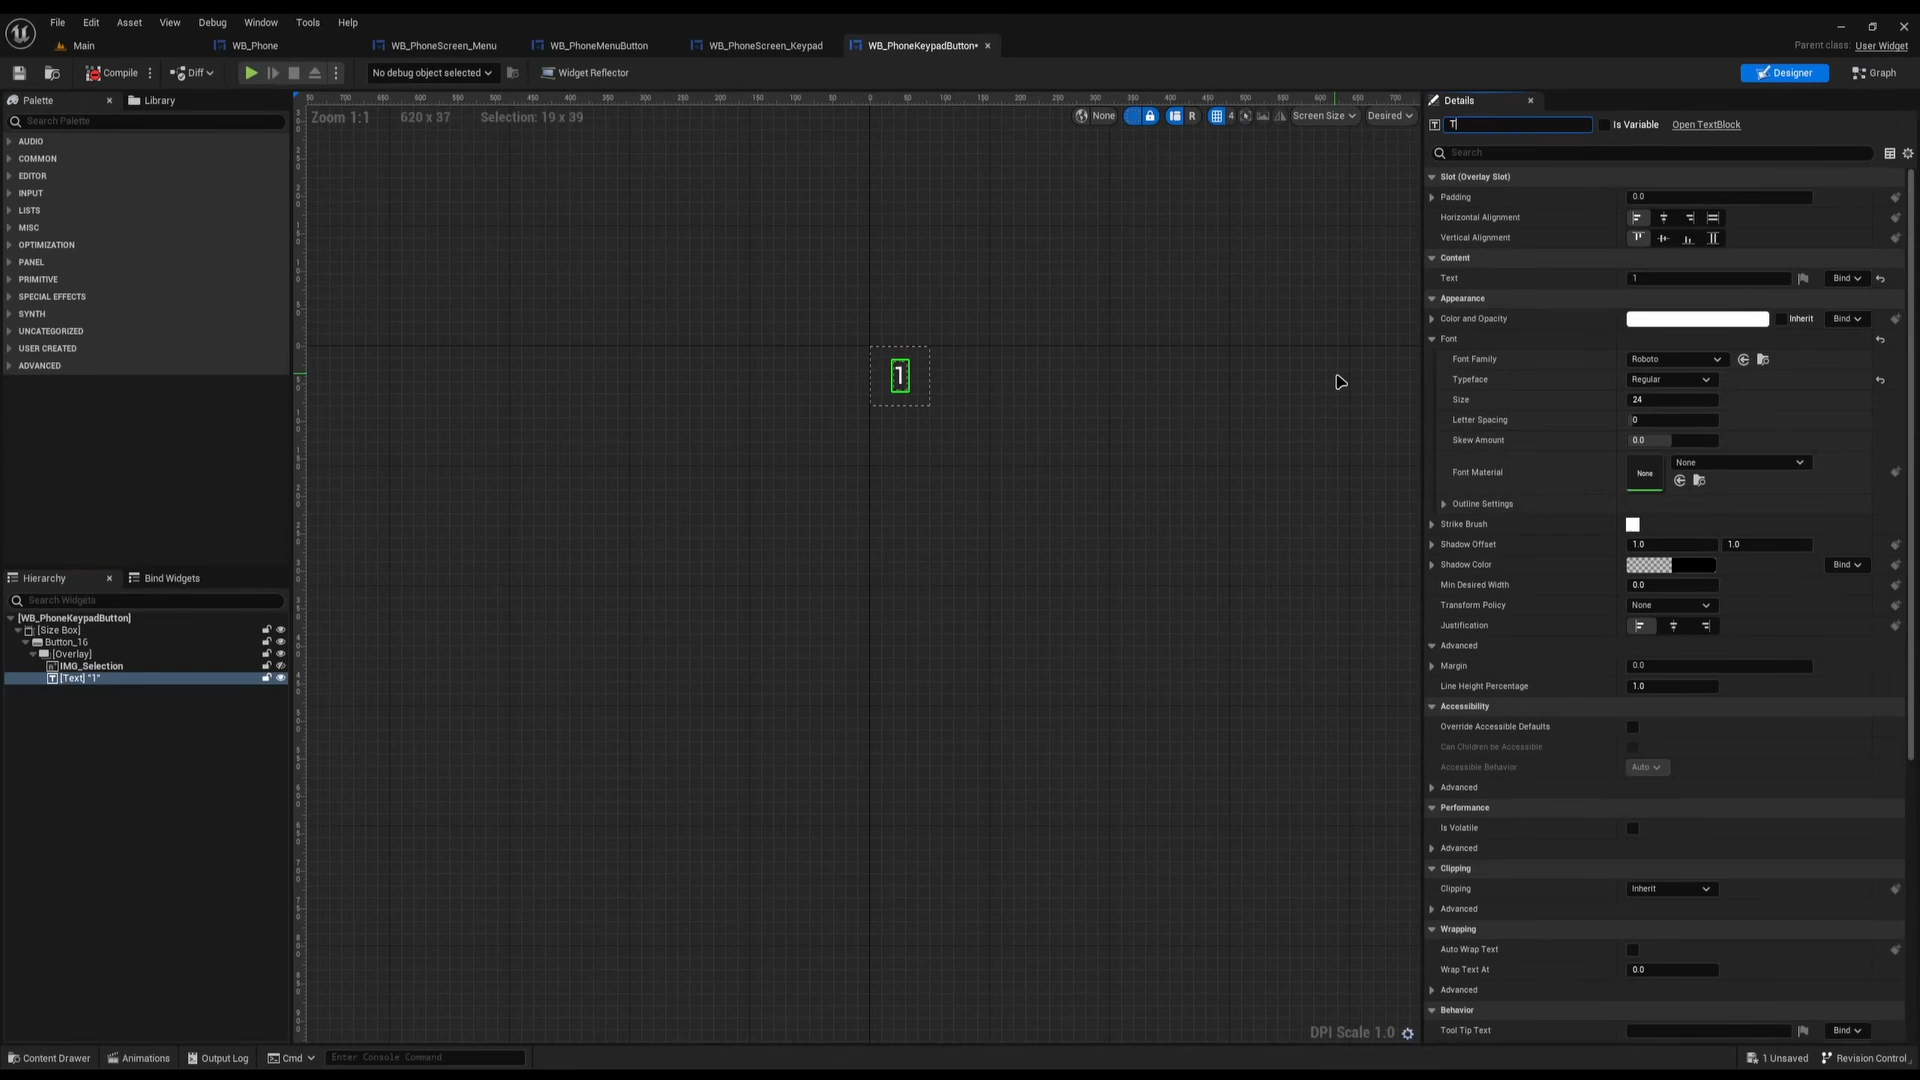 File Edit Asset View Debug Window Tools Help
Main WB_Phone WB_PhoneScreen_Menu WB_PhoneMenuButton WB_PhoneScreen_Keypad WB_PhoneKeypadButton•
Parent class: User Widget
Compile Diff No debug object selected Widget Reflector Designer Graph
Palette Library
Search Palette
AUDIO
COMMON
EDITOR
INPUT
LISTS
MISC
OPTIMIZATION
PANEL
PRIMITIVE
SPECIAL EFFECTS
SYNTH
UNCATEGORIZED
USER CREATED
ADVANCED
Hierarchy Bind Widgets
Search Widgets
[WB_PhoneKeypadButton]
[Size Box]
Button_16
[Overlay]
IMG_Selection
[Text] "1"
Zoom 1:1 620 x 37 Selection: 19 x 39
None R 4 Screen Size Desired
1
DPI Scale 1.0
Details
T Is Variable Open TextBlock
Search
Slot (Overlay Slot)
Padding 0.0
Horizontal Alignment
Vertical Alignment
Content
Text 1 Bind
Appearance
Color and Opacity Inherit Bind
Font
Font Family Roboto
Typeface Regular
Size 24
Letter Spacing 0
Skew Amount 0.0
Font Material None None
Outline Settings
Strike Brush
Shadow Offset 1.0 1.0
Shadow Color Bind
Min Desired Width 0.0
Transform Policy None
Justification
Advanced
Margin 0.0
Line Height Percentage 1.0
Accessibility
Override Accessible Defaults
Can Children be Accessible
Accessible Behavior Auto
Advanced
Performance
Is Volatile
Advanced
Clipping
Clipping Inherit
Advanced
Wrapping
Auto Wrap Text
Wrap Text At 0.0
Advanced
Behavior
Tool Tip Text Bind
Content Drawer Animations Output Log Cmd Enter Console Command 1 Unsaved Revision Control